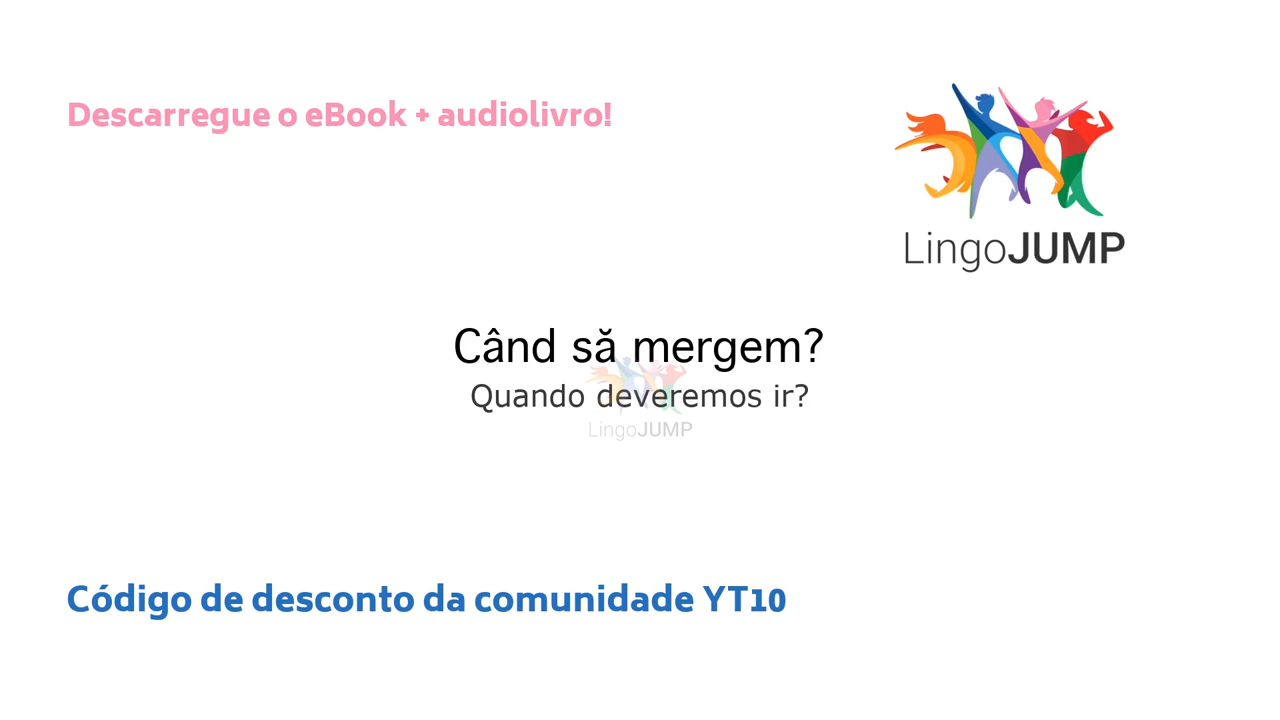 Descarregue o eBook + audiolivro!
LingoJUMP
Când să mergem?
Quando deveremos ir?
LingoJUMP
Código de desconto da comunidade YT10